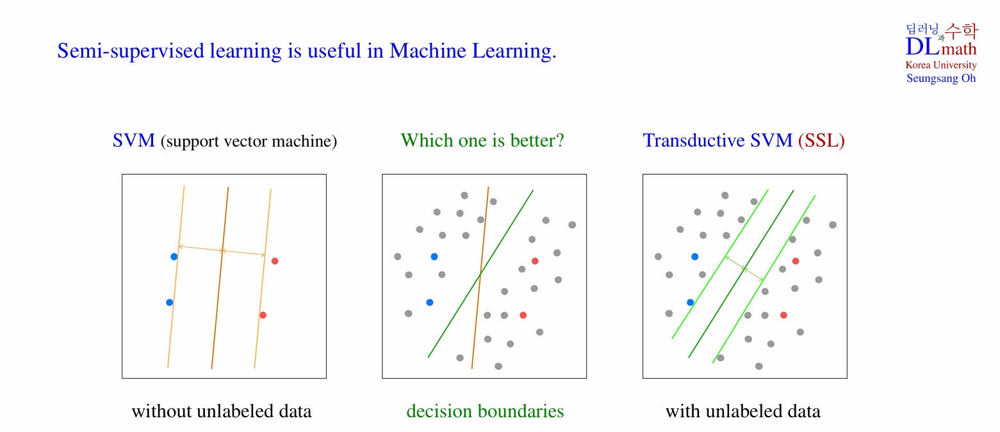 Semi-supervised learning is useful in Machine Learning.
딥러닝과수학
DLmath
Korea University
Seungsang Oh
SVM (support vector machine)
Which one is better?
Transductive SVM (SSL)
without unlabeled data
decision boundaries
with unlabeled data